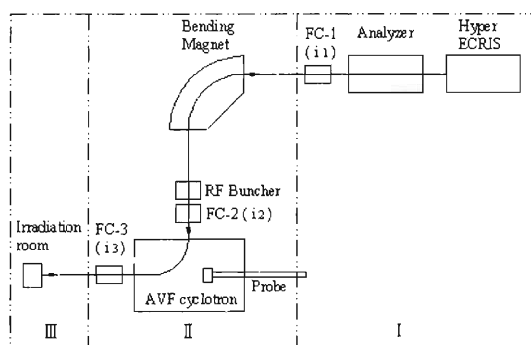 Bending
Magnet
FC-1
(i1)
Analyzer
Hyper
ECRIS
RF Buncher
FC-2 (i2)
Irradiation
room
FC-3
(i3)
AVF cyclotron
Probe
III
II
I